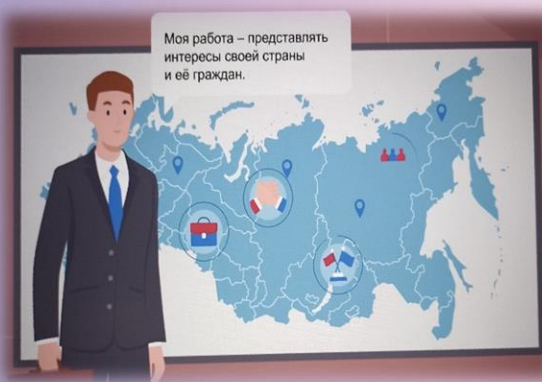 Моя работа – представлять
интересы своей страны
и её граждан.